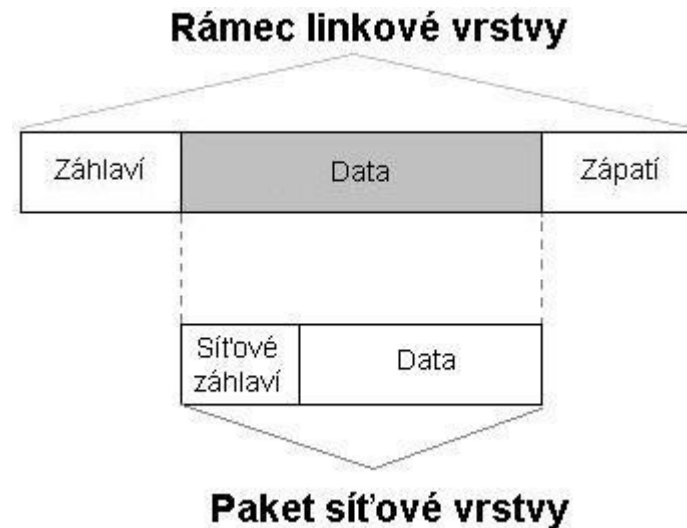 Rámec linkové vrstvy
Záhlaví Data Zápatí
Síťové
záhlaví
Data
Paket síťové vrstvy